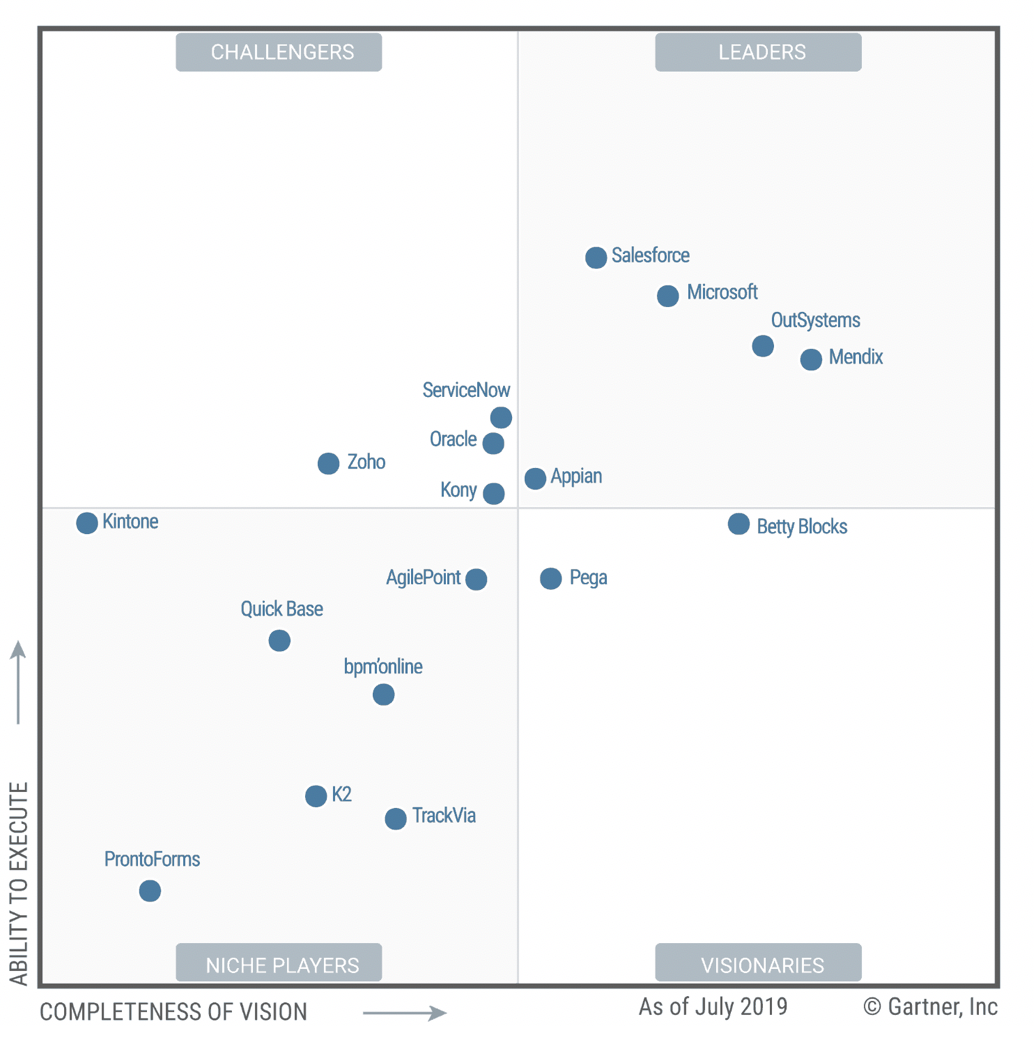 CHALLENGERS
LEADERS
Salesforce
Microsoft
OutSystems
Mendix
ServiceNow
Oracle
Zoho
Appian
Kony
Kintone
Betty Blocks
AgilePoint
Pega
Quick Base
bpm'online
K2
TrackVia
ProntoForms
NICHE PLAYERS
VISIONARIES
ABILITY TO EXECUTE
COMPLETENESS OF VISION
As of July 2019
© Gartner, Inc